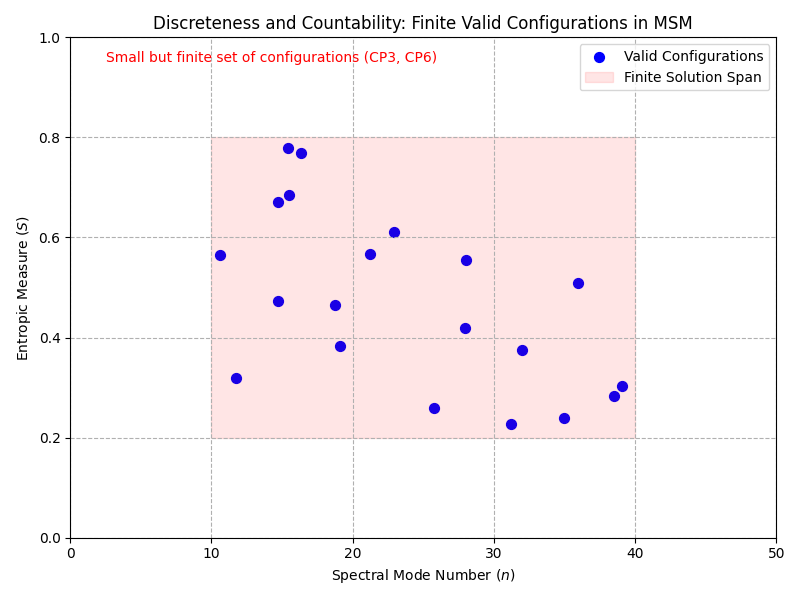 Discreteness and Countability: Finite Valid Configurations in MSM
Small but finite set of configurations (CP3, CP6)
Valid Configurations
Finite Solution Span
Entropic Measure (S)
1.0
0.8
0.6
0.4
0.2
0.0
0 10 20 30 40 50
Spectral Mode Number (n)